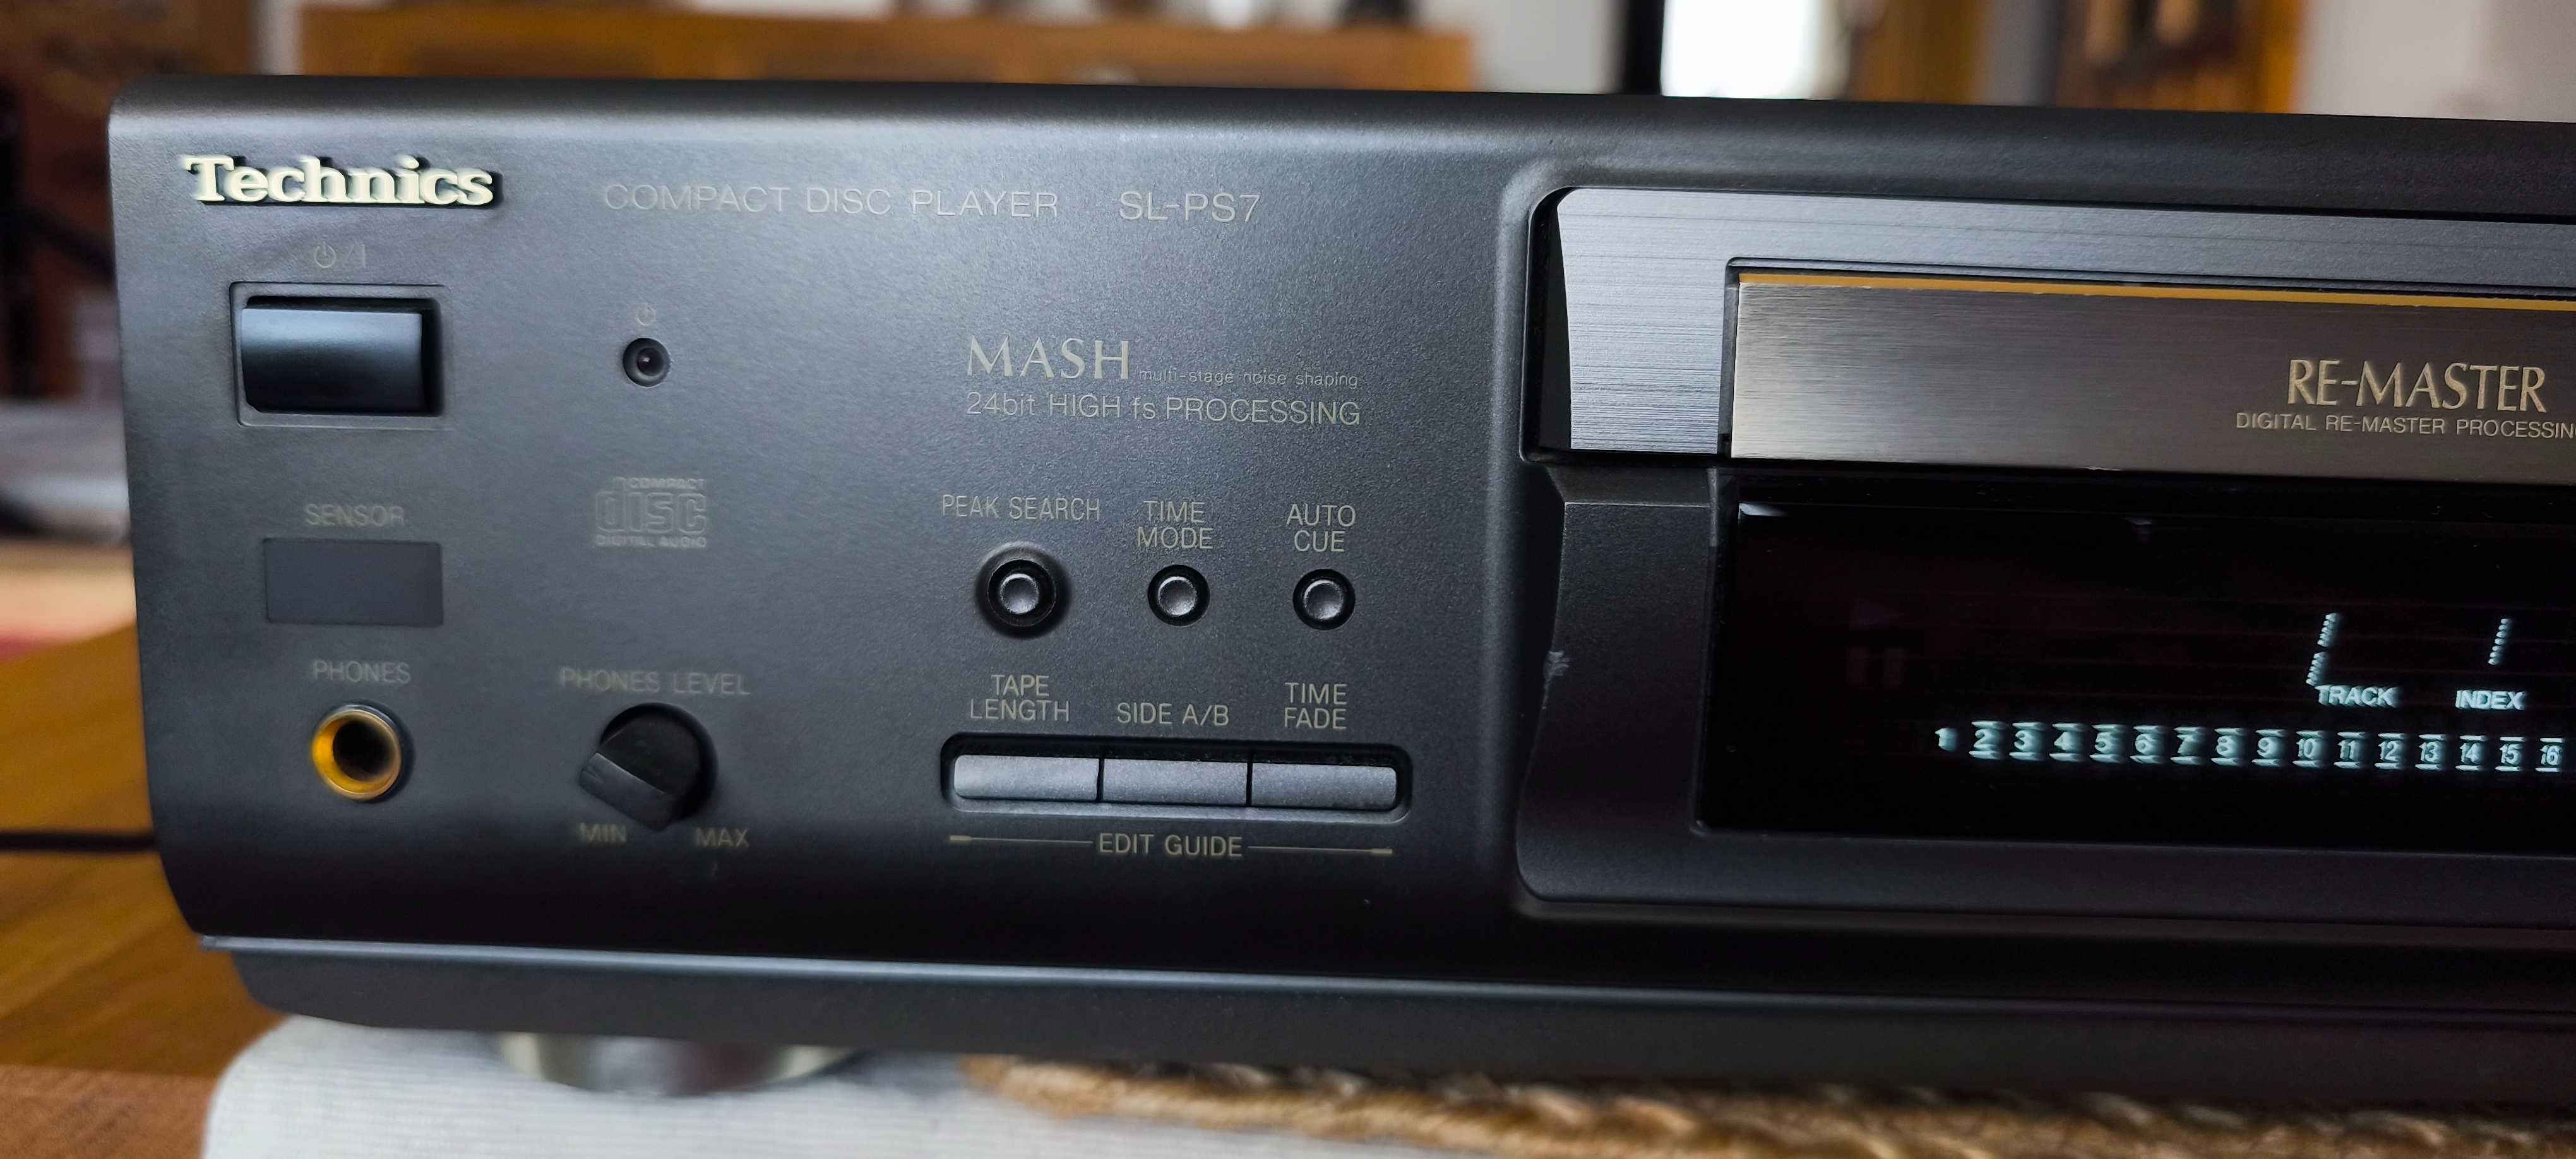 Technics
COMPACT DISC PLAYER SL-PS7
MASH multi-stage noise shaping
24bit HIGH fs PROCESSING
RE-MASTER
DIGITAL RE-MASTER PROCESSIN
SENSOR
COMPACT
disc
DIGITAL AUDIO
PEAK SEARCH
TIME
MODE
AUTO
CUE
PHONES
PHONES LEVEL
MIN MAX
TAPE
LENGTH
SIDE A/B
TIME
FADE
EDIT GUIDE
TRACK INDEX
1 2 3 4 5 6 7 8 9 10 11 12 13 14 15 16